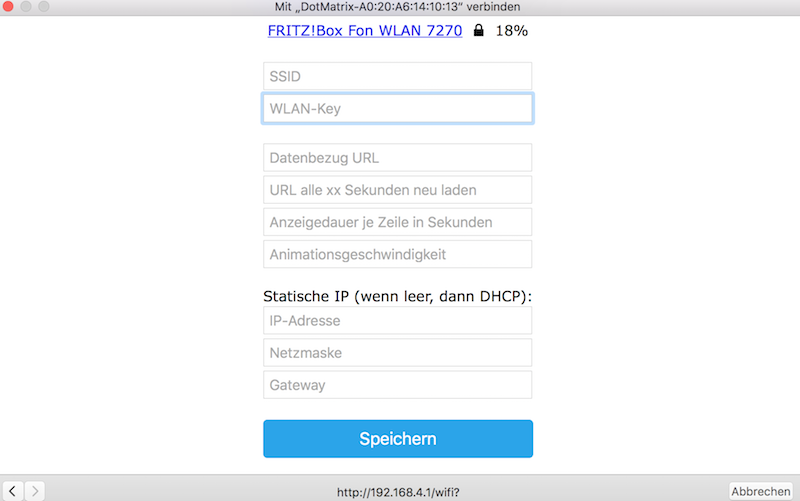 Mit „DotMatrix-A0:20:A6:14:10:13“ verbinden
FRITZ!Box Fon WLAN 7270 18%
SSID
WLAN-Key
Datenbezug URL
URL alle xx Sekunden neu laden
Anzeigedauer je Zeile in Sekunden
Animationsgeschwindigkeit
Statische IP (wenn leer, dann DHCP):
IP-Adresse
Netzmaske
Gateway
Speichern
http://192.168.4.1/wifi?
Abbrechen